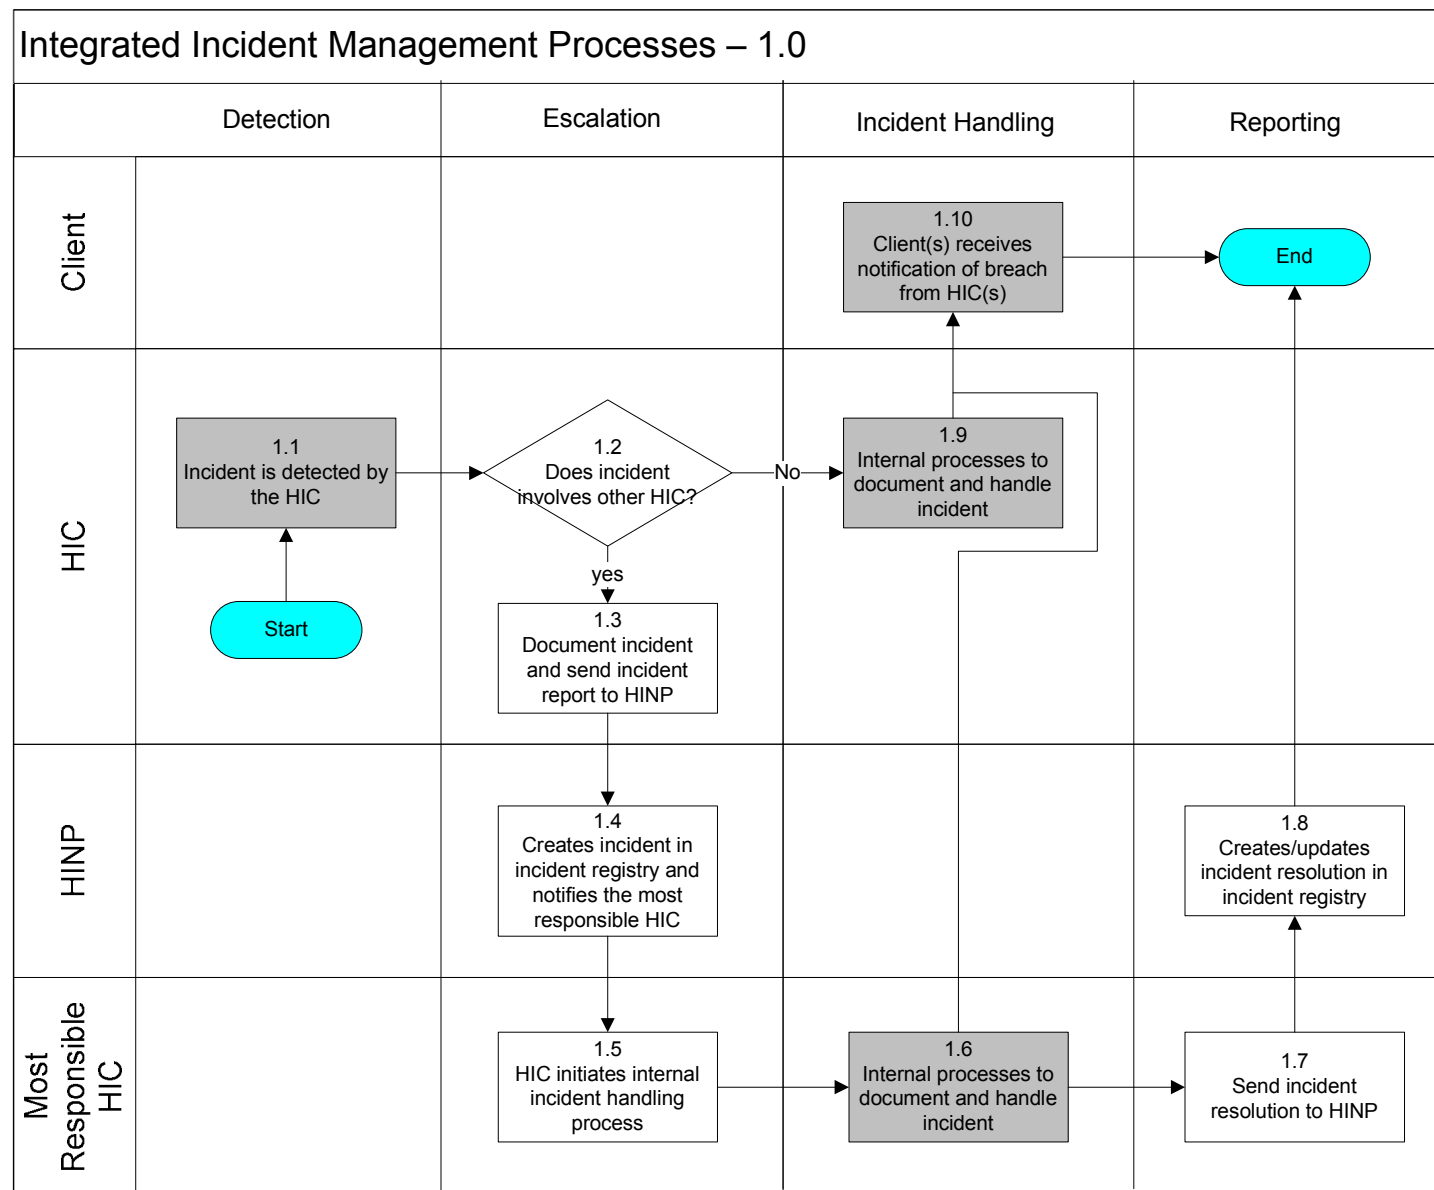 Integrated Incident Management Processes – 1.0
Detection
Escalation
Incident Handling
Reporting
Client
1.10
Client(s) receives
notification of breach
from HIC(s)
End
HIC
1.1
Incident is detected by
the HIC
Start
1.2
Does incident
involves other HIC?
No
yes
1.9
Internal processes to
document and handle
incident
1.3
Document incident
and send incident
report to HINP
HINP
1.4
Creates incident in
incident registry and
notifies the most
responsible HIC
1.8
Creates/updates
incident resolution in
incident registry
Most
Responsible
HIC
1.5
HIC initiates internal
incident handling
process
1.6
Internal processes to
document and handle
incident
1.7
Send incident
resolution to HINP